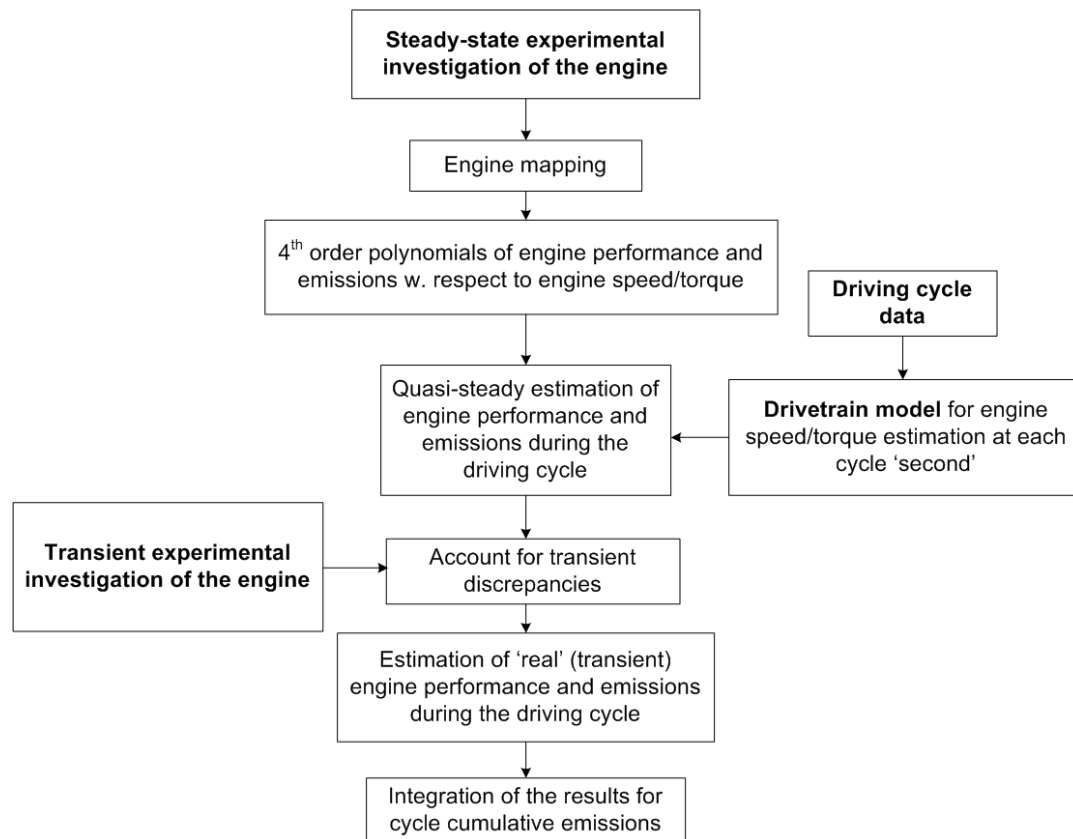 Steady-state experimental
investigation of the engine
Engine mapping
4th order polynomials of engine performance and
emissions w. respect to engine speed/torque
Driving cycle
data
Quasi-steady estimation of
engine performance and
emissions during the
driving cycle
Drivetrain model for engine
speed/torque estimation at each
cycle ‘second’
Transient experimental
investigation of the engine
Account for transient
discrepancies
Estimation of ‘real’ (transient)
engine performance and emissions
during the driving cycle
Integration of the results for
cycle cumulative emissions